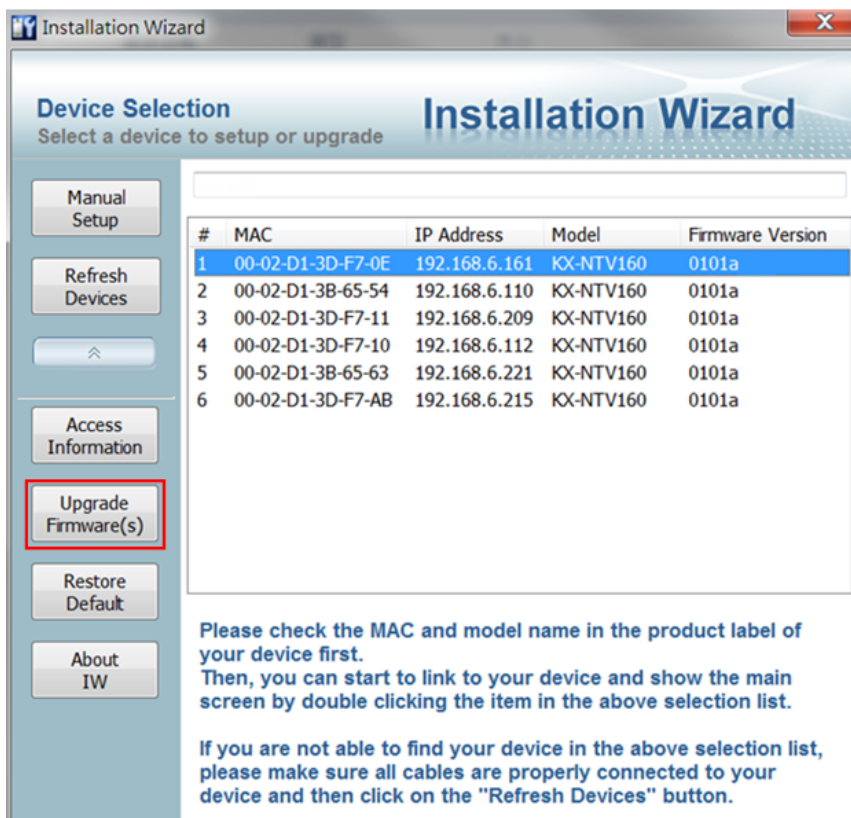 Installation Wizard
Device Selection
Select a device to setup or upgrade
Installation Wizard
Manual
Setup
Refresh
Devices
Access
Information
Upgrade
Firmware(s)
Restore
Default
About
IW
# MAC IP Address Model Firmware Version
1 00-02-D1-3D-F7-0E 192.168.6.161 KX-NTV160 0101a
2 00-02-D1-3B-65-54 192.168.6.110 KX-NTV160 0101a
3 00-02-D1-3D-F7-11 192.168.6.209 KX-NTV160 0101a
4 00-02-D1-3D-F7-10 192.168.6.112 KX-NTV160 0101a
5 00-02-D1-3B-65-63 192.168.6.221 KX-NTV160 0101a
6 00-02-D1-3D-F7-AB 192.168.6.215 KX-NTV160 0101a
Please check the MAC and model name in the product label of
your device first.
Then, you can start to link to your device and show the main
screen by double clicking the item in the above selection list.
If you are not able to find your device in the above selection list,
please make sure all cables are properly connected to your
device and then click on the "Refresh Devices" button.